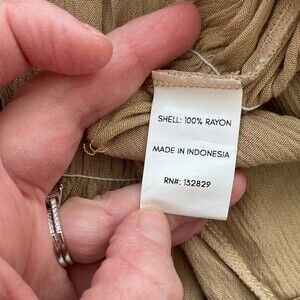 SHELL: 100% RAYON
MADE IN INDONESIA
RN#: 132829